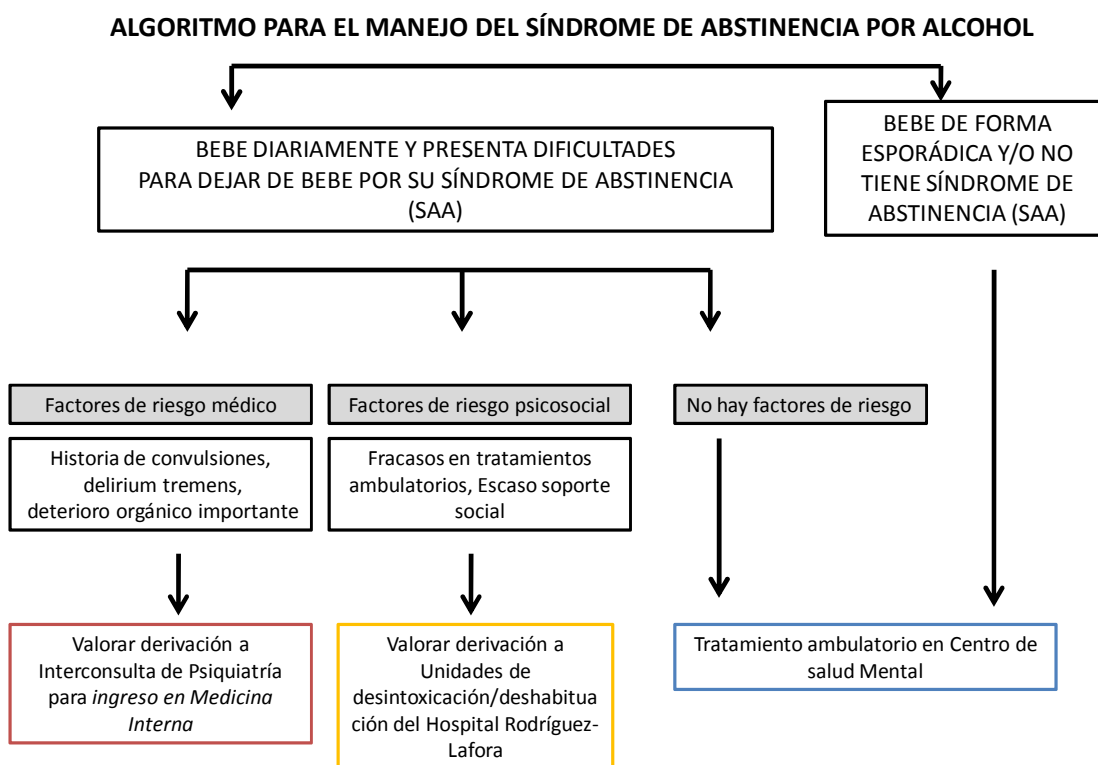 ALGORITMO PARA EL MANEJO DEL SÍNDROME DE ABSTINENCIA POR ALCOHOL
BEBE DIARIAMENTE Y PRESENTA DIFICULTADES
PARA DEJAR DE BEBE POR SU SÍNDROME DE ABSTINENCIA
(SAA)
BEBE DE FORMA
ESPORÁDICA Y/O NO
TIENE SÍNDROME DE
ABSTINENCIA (SAA)
Factores de riesgo médico
Historia de convulsiones,
delirium tremens,
deterioro orgánico importante
Factores de riesgo psicosocial
Fracasos en tratamientos
ambulatorios, Escaso soporte
social
No hay factores de riesgo
Valorar derivación a
Interconsulta de Psiquiatría
para ingreso en Medicina
Interna
Valorar derivación a
Unidades de
desintoxicación/deshabitua
ción del Hospital Rodríguez-
Lafora
Tratamiento ambulatorio en Centro de
salud Mental